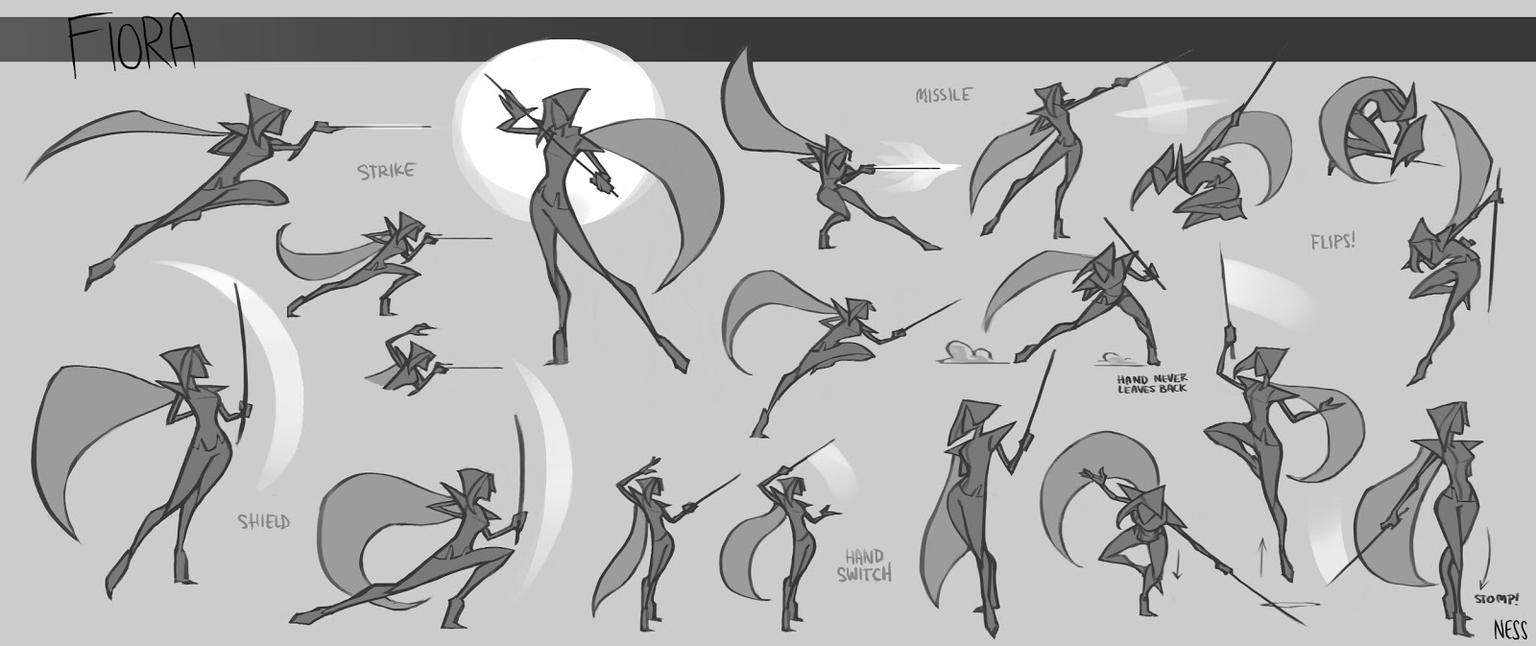 FIORA
MISSILE
STRIKE
FLIPS!
HAND NEVER
LEAVES BACK
SHIELD
HAND
SWITCH
STOMP!
NESS